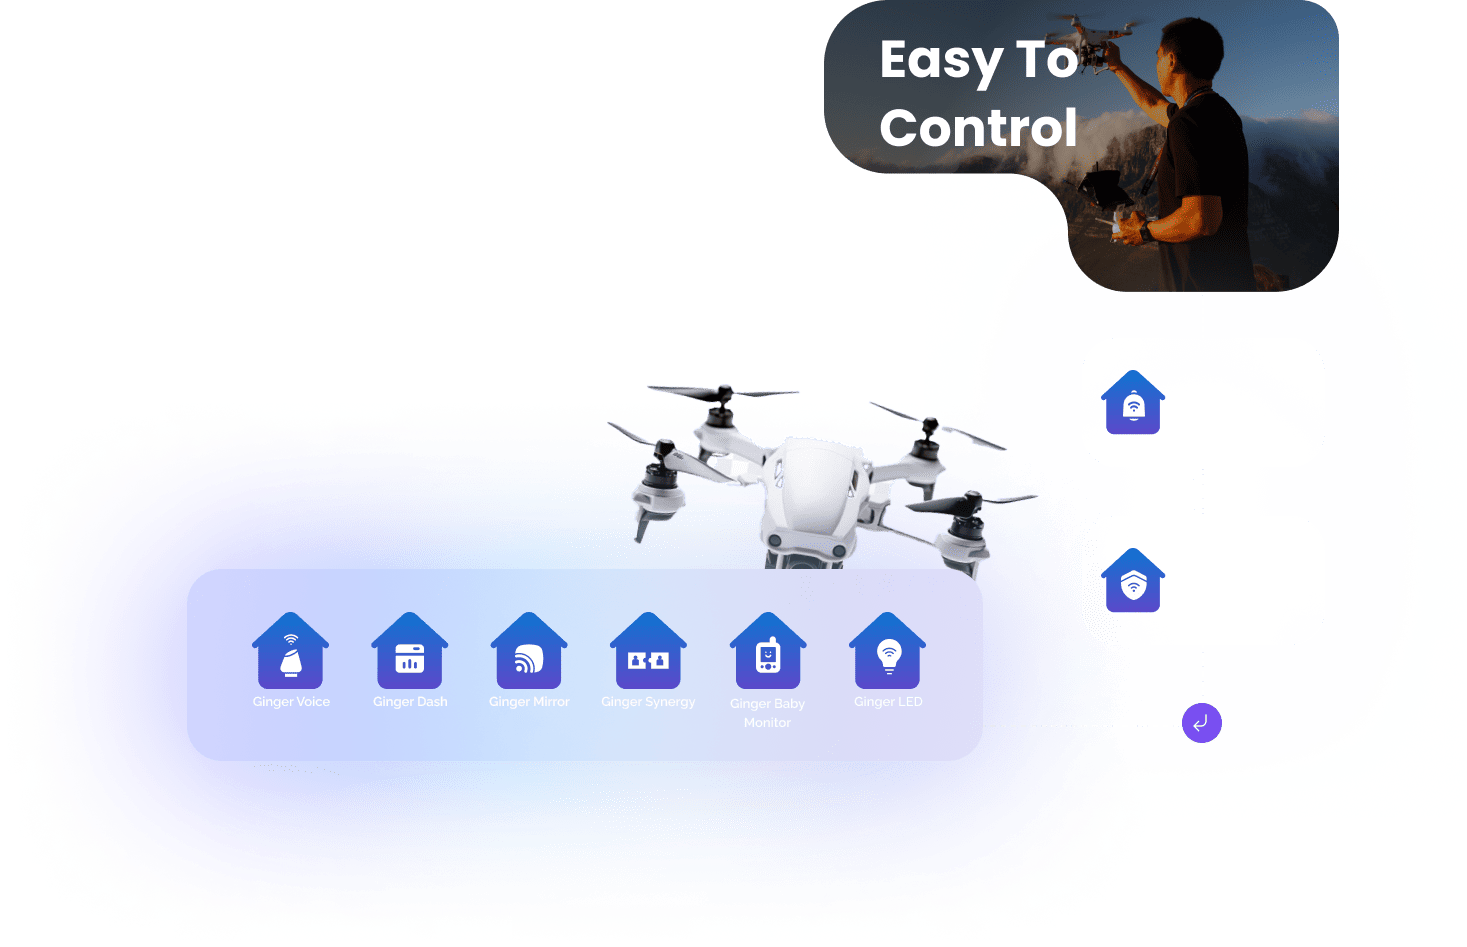 Easy To
Control
Ginger Voice
Ginger Dash
Ginger Mirror
Ginger Synergy
Ginger Baby
Monitor
Ginger LED